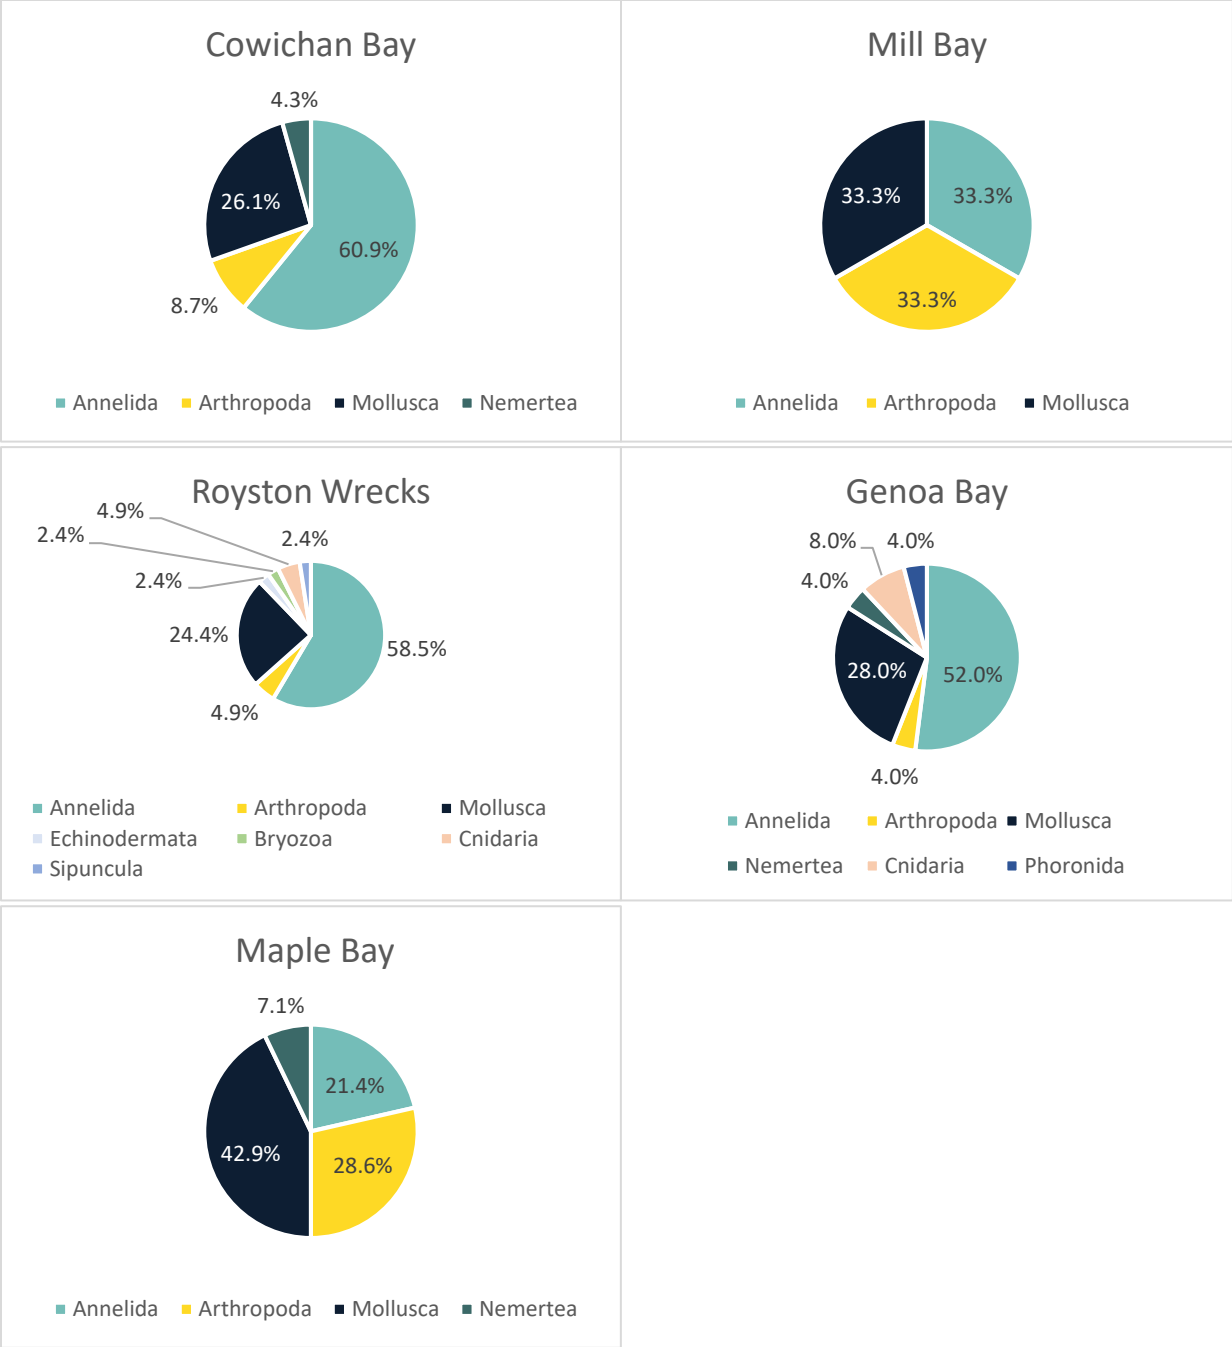 Cowichan Bay
4.3%
26.1%
60.9%
8.7%
Annelida Arthropoda Mollusca Nemertea
Mill Bay
33.3% 33.3%
33.3%
Annelida Arthropoda Mollusca
Royston Wrecks
4.9%
2.4%
2.4%
2.4%
24.4%
58.5%
4.9%
Annelida Arthropoda Mollusca
Echinodermata Bryozoa Cnidaria
Sipuncula
Genoa Bay
8.0% 4.0%
4.0%
28.0% 52.0%
4.0%
Annelida Arthropoda Mollusca
Nemertea Cnidaria Phoronida
Maple Bay
7.1%
21.4%
42.9%
28.6%
Annelida Arthropoda Mollusca Nemertea